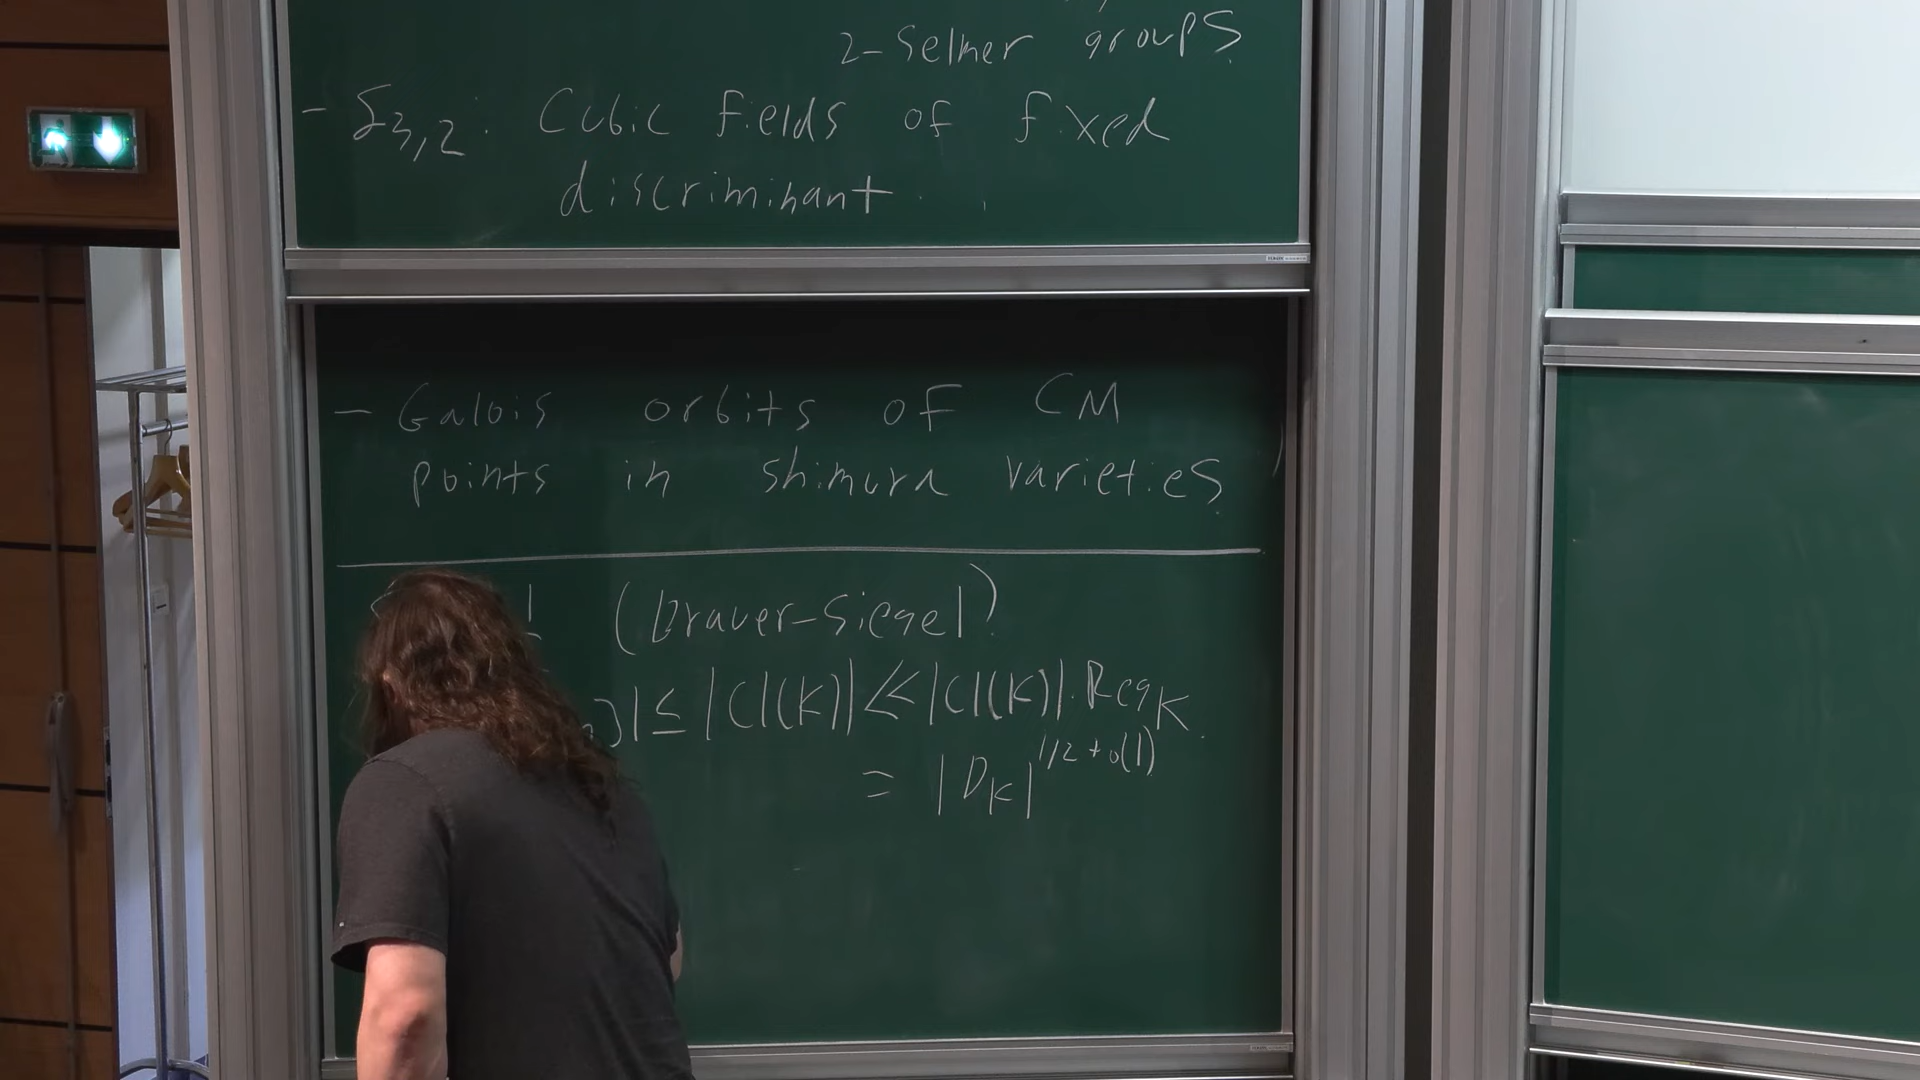 2-Selmer groups
- δ3,2: Cubic fields of fixed
discriminant.
- Galois orbits of CM
points in shimura varieties
(Brauer-Siegel)
]| ≤ |Cl(K)| ≪ |Cl(K)|·Reg_K
= |D_K|^{1/2 + o(1)}